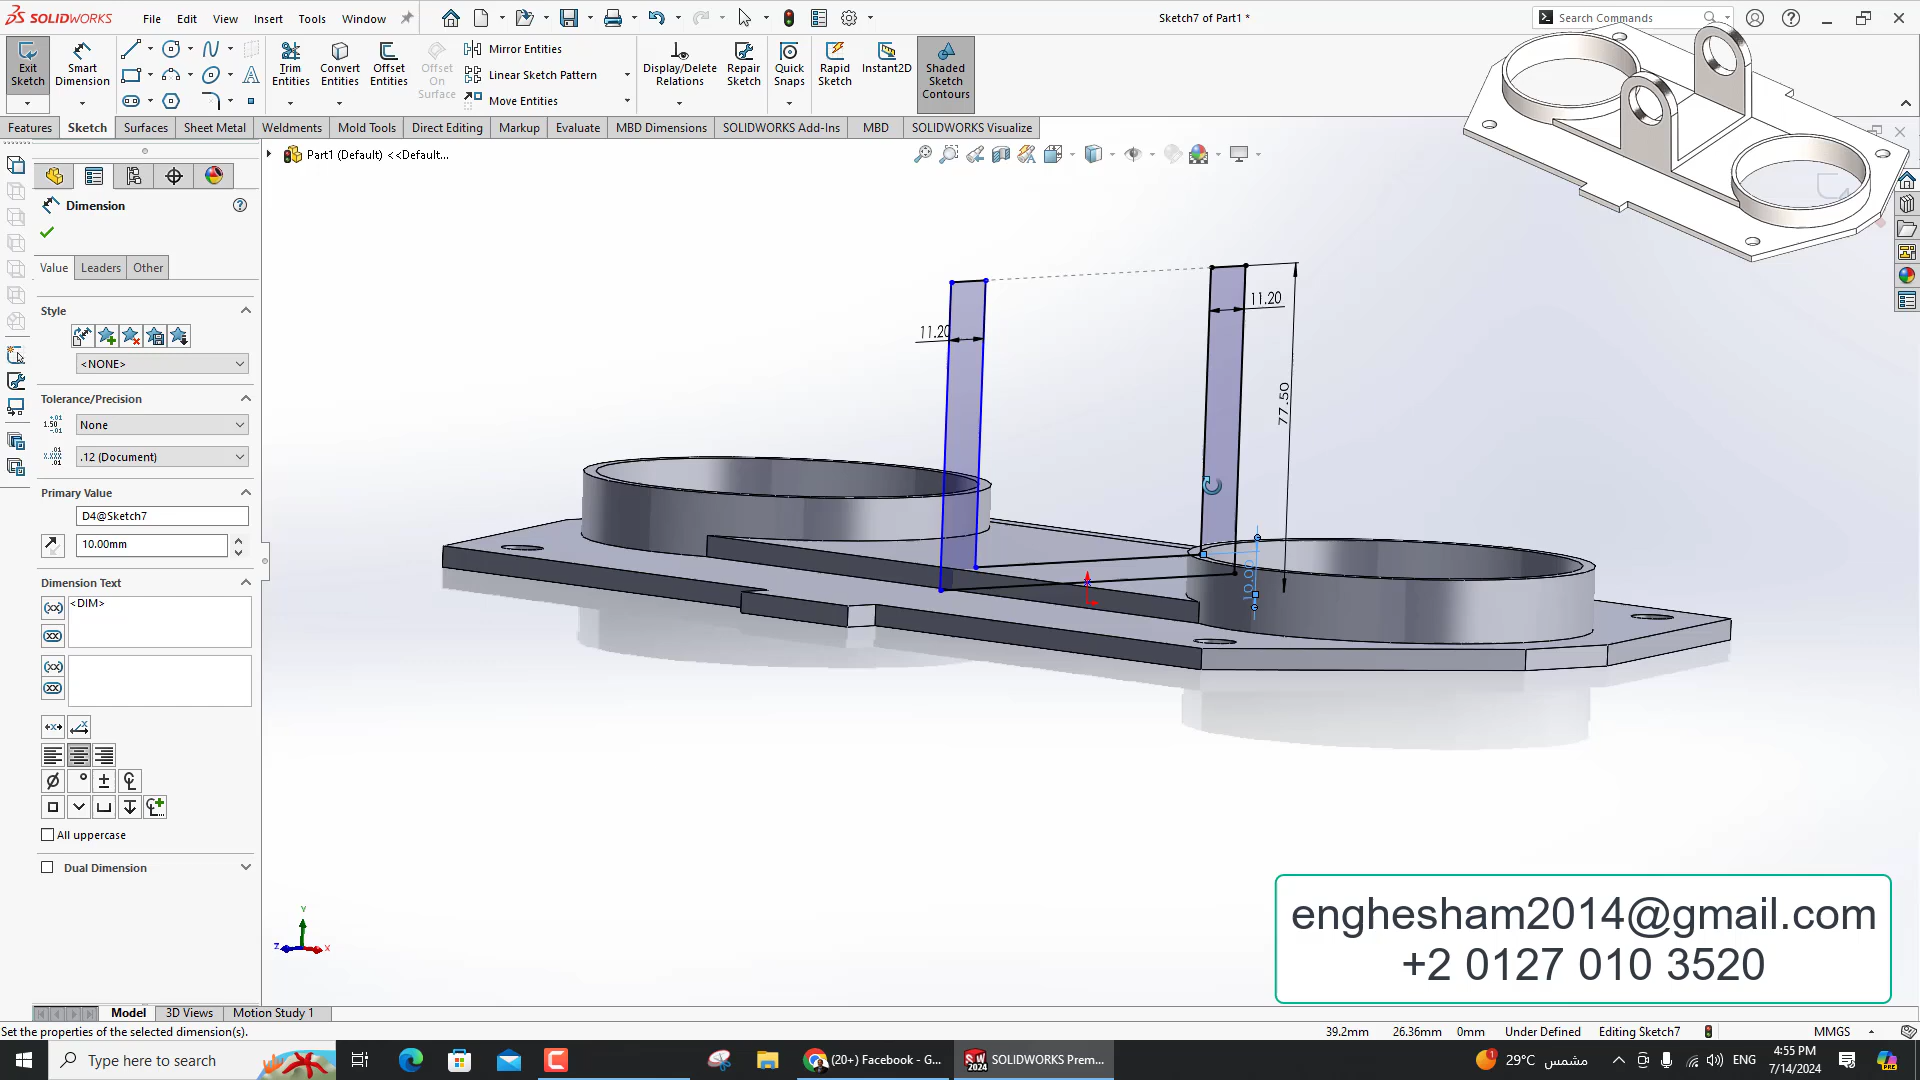 SOLIDWORKS
File
Edit
View
Insert
Tools
Window
Sketch7 of Part1 *
Search Commands
Exit
Sketch
Smart
Dimension
Trim
Entities
Convert
Entities
Offset
Entities
Offset
On
Surface
Mirror Entities
Linear Sketch Pattern
Move Entities
Display/Delete
Relations
Repair
Sketch
Quick
Snaps
Rapid
Sketch
Instant2D
Shaded
Sketch
Contours
Features
Sketch
Surfaces
Sheet Metal
Weldments
Mold Tools
Direct Editing
Markup
Evaluate
MBD Dimensions
SOLIDWORKS Add-Ins
MBD
SOLIDWORKS Visualize
Part1 (Default) <<Default...
Dimension
Value
Leaders
Other
Style
<NONE>
Tolerance/Precision
None
.12 (Document)
Primary Value
D4@Sketch7
10.00mm
Dimension Text
<DIM>
All uppercase
Dual Dimension
11.20
11.20
77.50
10.00
Y
Z
X
enghesham2014@gmail.com
+2 0127 010 3520
Model
3D Views
Motion Study 1
Set the properties of the selected dimension(s).
39.2mm
26.36mm
0mm
Under Defined
Editing Sketch7
MMGS
Type here to search
(20+) Facebook - G...
SOLIDWORKS Prem...
29°C
مشمس
ENG
4:55 PM
7/14/2024